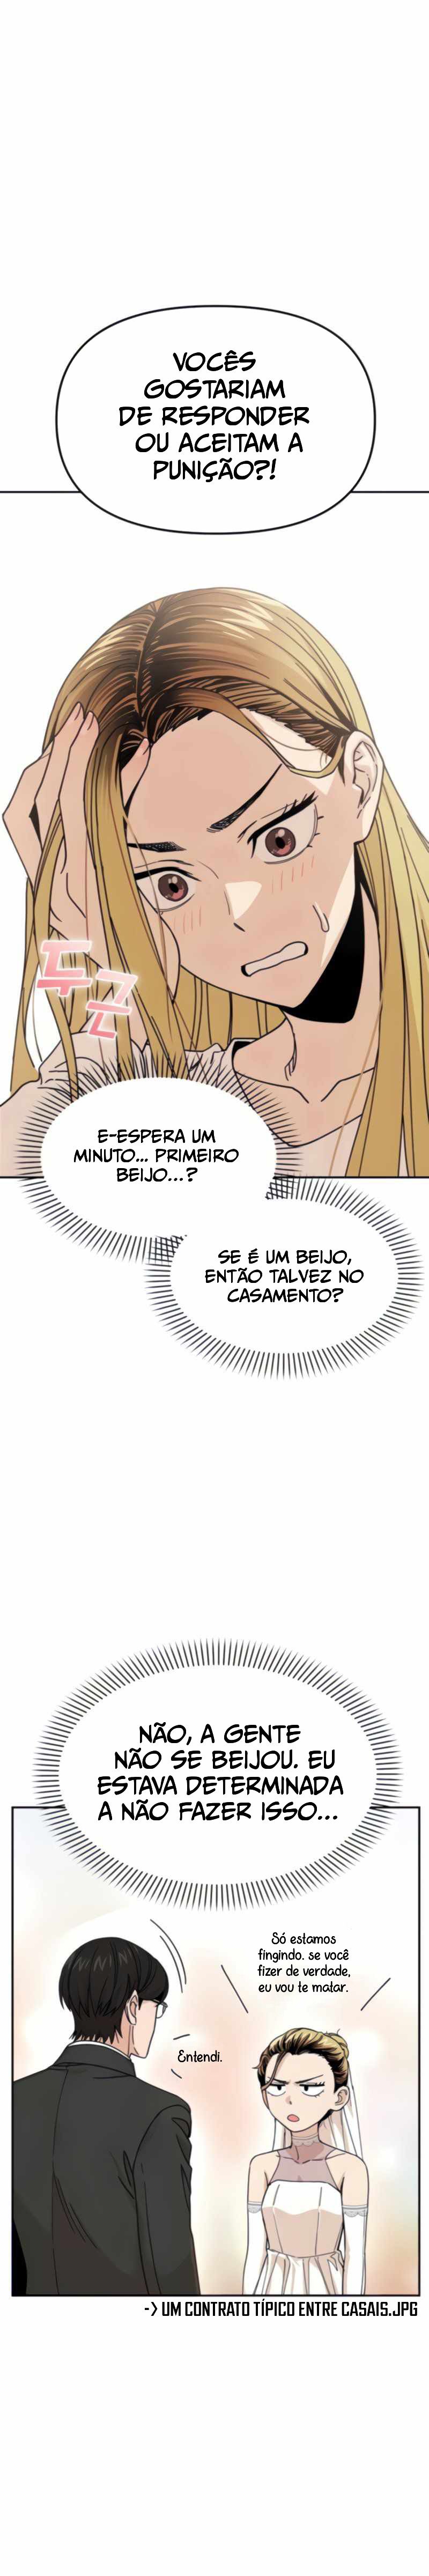 VOCÊS
GOSTARIAM
DE RESPONDER
OU ACEITAM A
PUNIÇÃO?!
두근
E-ESPERA UM
MINUTO... PRIMEIRO
BEIJO...?
SE É UM BEIJO,
ENTÃO TALVEZ NO
CASAMENTO?
NÃO, A GENTE
NÃO SE BEIJOU. EU
ESTAVA DETERMINADA
A NÃO FAZER ISSO...
Só estamos
fingindo. se você
fizer de verdade,
eu vou te matar.
Entendi.
-> UM CONTRATO TÍPICO ENTRE CASAIS.JPG